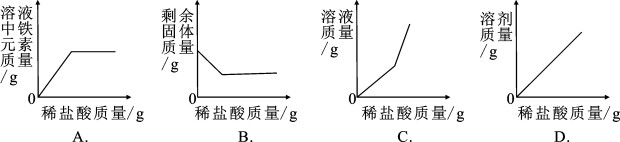 溶液
中铁
元素
质量
/g
0
稀盐酸质量/g
A.
剩余
固体
质量
/g
0
稀盐酸质量/g
B.
溶液
质量
/g
0
稀盐酸质量/g
C.
溶剂
质量
/g
0
稀盐酸质量/g
D.